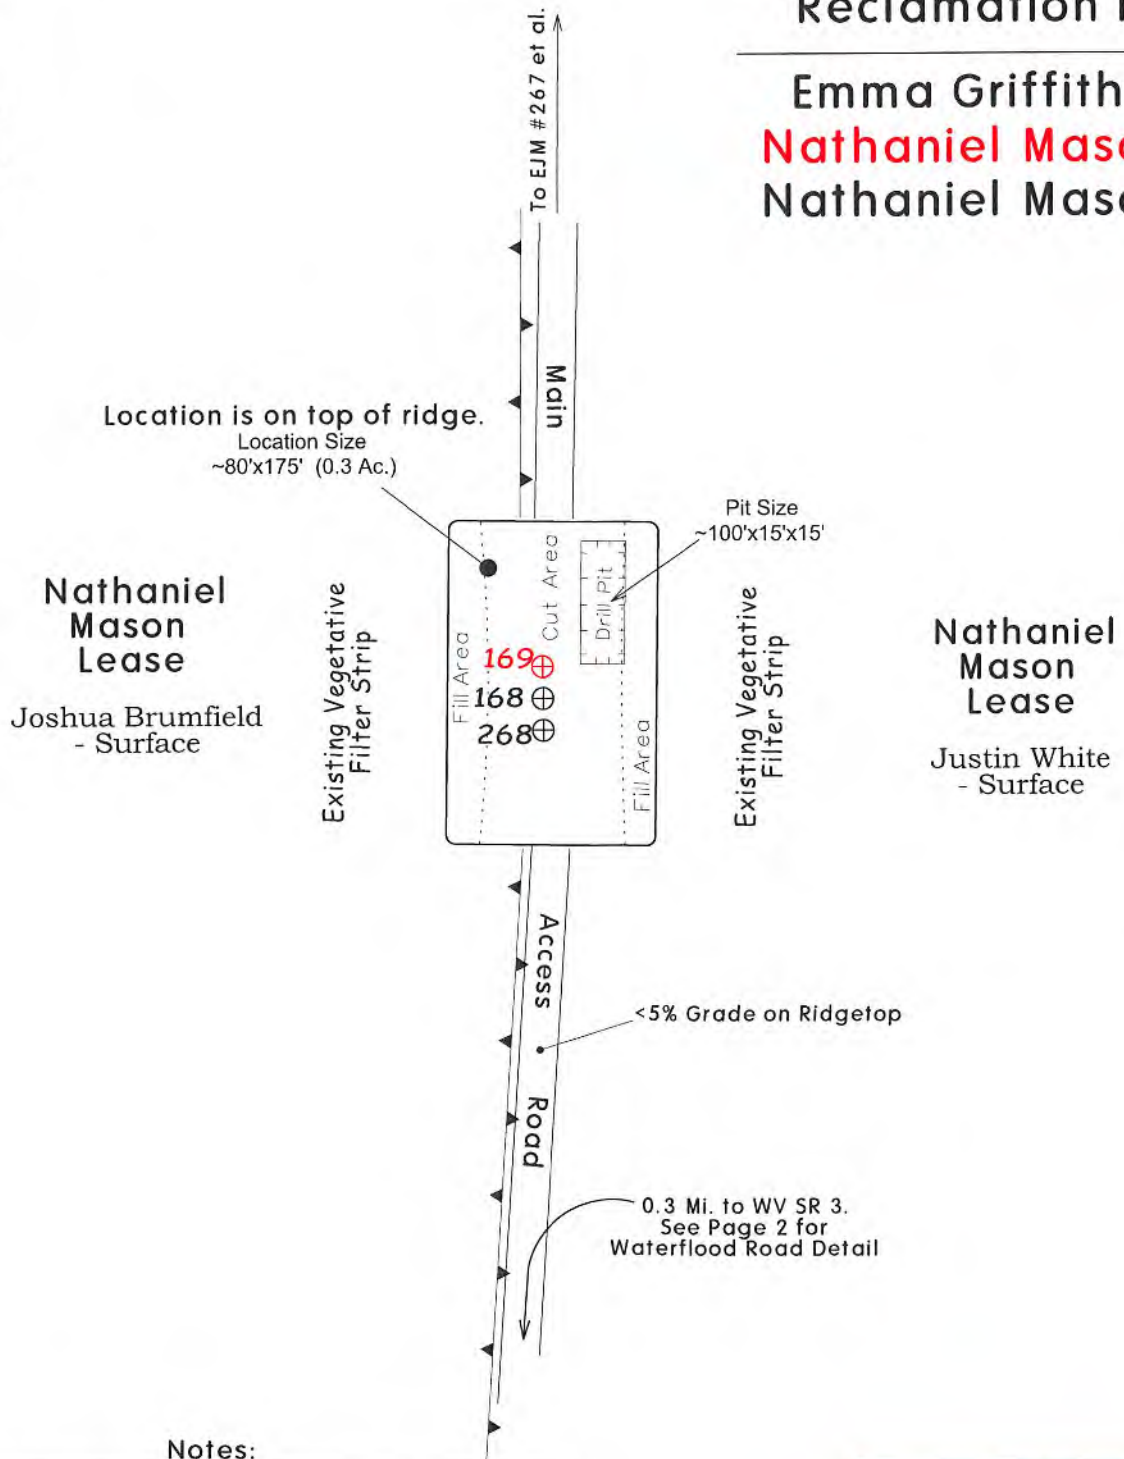 Reclamation
Emma Griffith
Nathaniel
Nathaniel
To EJM #267 et al.
Main
Location is on top of ridge.
Location Size
~80'x175' (0.3 Ac.)
Pit Size
~100'x15'x15'
Nathaniel
Mason
Lease
Joshua Brumfield
- Surface
Existing Vegetative
Filter Strip
Fill Area
Cut Area
Drill Pit
169
168
268
Fill Area
Existing Vegetative
Filter Strip
Nathaniel
Mason
Lease
Justin White
- Surface
Access
Road
<5% Grade on Ridgetop
0.3 Mi. to WV SR 3.
See Page 2 for
Waterflood Road Detail
Notes: